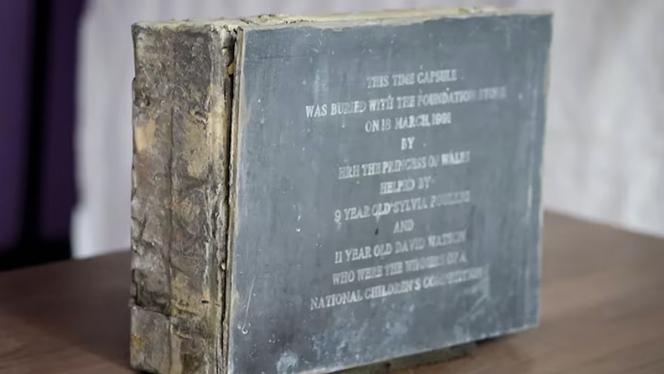 THIS TIME CAPSULE
WAS BURIED WITH THE FOUNDATION STONE
ON 18 MARCH, 1991
BY
HRH THE PRINCESS OF WALES
HELPED BY
9 YEAR OLD SYLVIA
AND
11 YEAR OLD DAVID WATSON
WHO WERE THE WINNERS OF A
NATIONAL CHILDREN'S COMPETITION